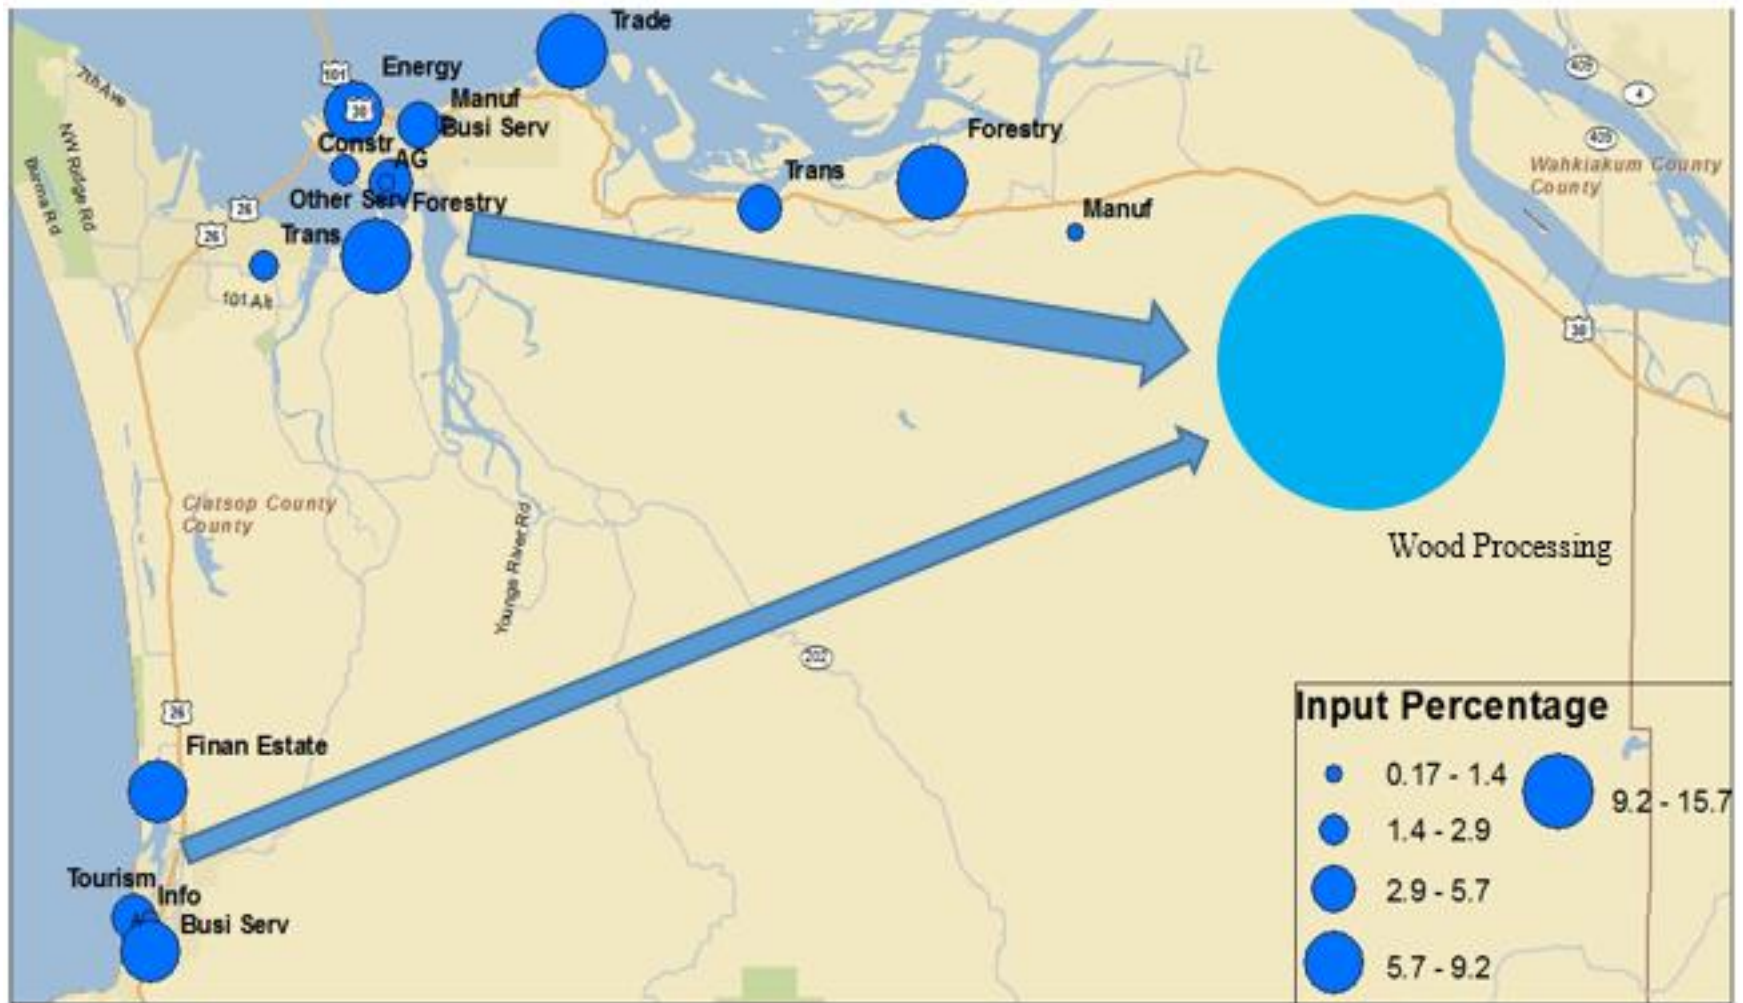 Trade
7th Ave
101
Energy
30
Manuf
Busi Serv
409
4
NW Ridge Rd
Burma Rd
Constr
AG
Forestry
409
Wahkiakum County
County
Trans
Other Serv
Forestry
26
Manuf
26
Trans
101 Alt
30
Clatsop County
County
Youngs River Rd
Wood Processing
202
26
Finan Estate
Input Percentage
0.17 - 1.4
9.2 - 15.7
1.4 - 2.9
Tourism
Info
2.9 - 5.7
Busi Serv
5.7 - 9.2